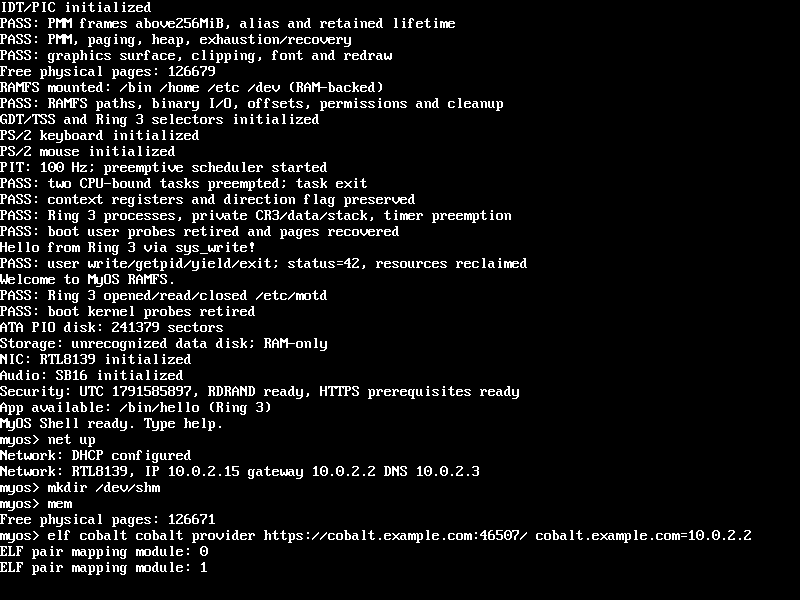 IDT/PIC initialized
PASS: PMM frames above256MiB, alias and retained lifetime
PASS: PMM, paging, heap, exhaustion/recovery
PASS: graphics surface, clipping, font and redraw
Free physical pages: 126679
RAMFS mounted: /bin /home /etc /dev (RAM-backed)
PASS: RAMFS paths, binary I/O, offsets, permissions and cleanup
GDT/TSS and Ring 3 selectors initialized
PS/2 keyboard initialized
PS/2 mouse initialized
PIT: 100 Hz; preemptive scheduler started
PASS: two CPU-bound tasks preempted; task exit
PASS: context registers and direction flag preserved
PASS: Ring 3 processes, private CR3/data/stack, timer preemption
PASS: boot user probes retired and pages recovered
Hello from Ring 3 via sys_write!
PASS: user write/getpid/yield/exit; status=42, resources reclaimed
Welcome to MyOS RAMFS.
PASS: Ring 3 opened/read/closed /etc/motd
PASS: boot kernel probes retired
ATA PIO disk: 241379 sectors
Storage: unrecognized data disk; RAM-only
NIC: RTL8139 initialized
Audio: SB16 initialized
Security: UTC 1791585897, RDRAND ready, HTTPS prerequisites ready
App available: /bin/hello (Ring 3)
MyOS Shell ready. Type help.
myos> net up
Network: DHCP configured
Network: RTL8139, IP 10.0.2.15 gateway 10.0.2.2 DNS 10.0.2.3
myos> mkdir /dev/shm
myos> mem
Free physical pages: 126671
myos> elf cobalt cobalt provider https://cobalt.example.com:46507/ cobalt.example.com=10.0.2.2
ELF pair mapping module: 0
ELF pair mapping module: 1